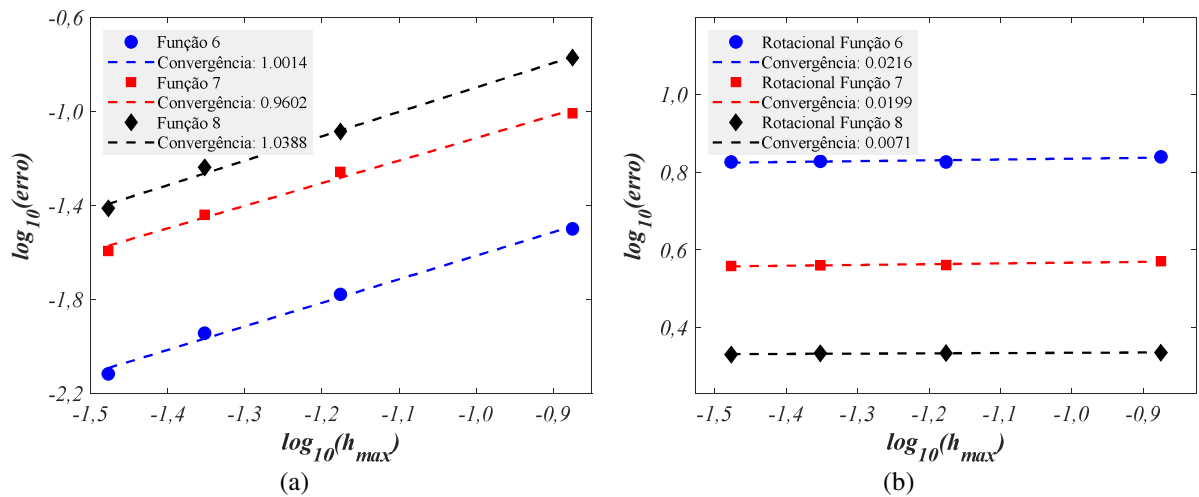 -0,6
-1,0
-1,4
-1,8
-2,2
log10(erro)
Função 6
Convergência: 1.0014
Função 7
Convergência: 0.9602
Função 8
Convergência: 1.0388
-1,5 -1,4 -1,3 -1,2 -1,1 -1,0 -0,9
log10(hmax)
(a)
1,0
0,8
0,6
0,4
log10(erro)
Rotacional Função 6
Convergência: 0.0216
Rotacional Função 7
Convergência: 0.0199
Rotacional Função 8
Convergência: 0.0071
-1,5 -1,4 -1,3 -1,2 -1,1 -1,0 -0,9
log10(hmax)
(b)